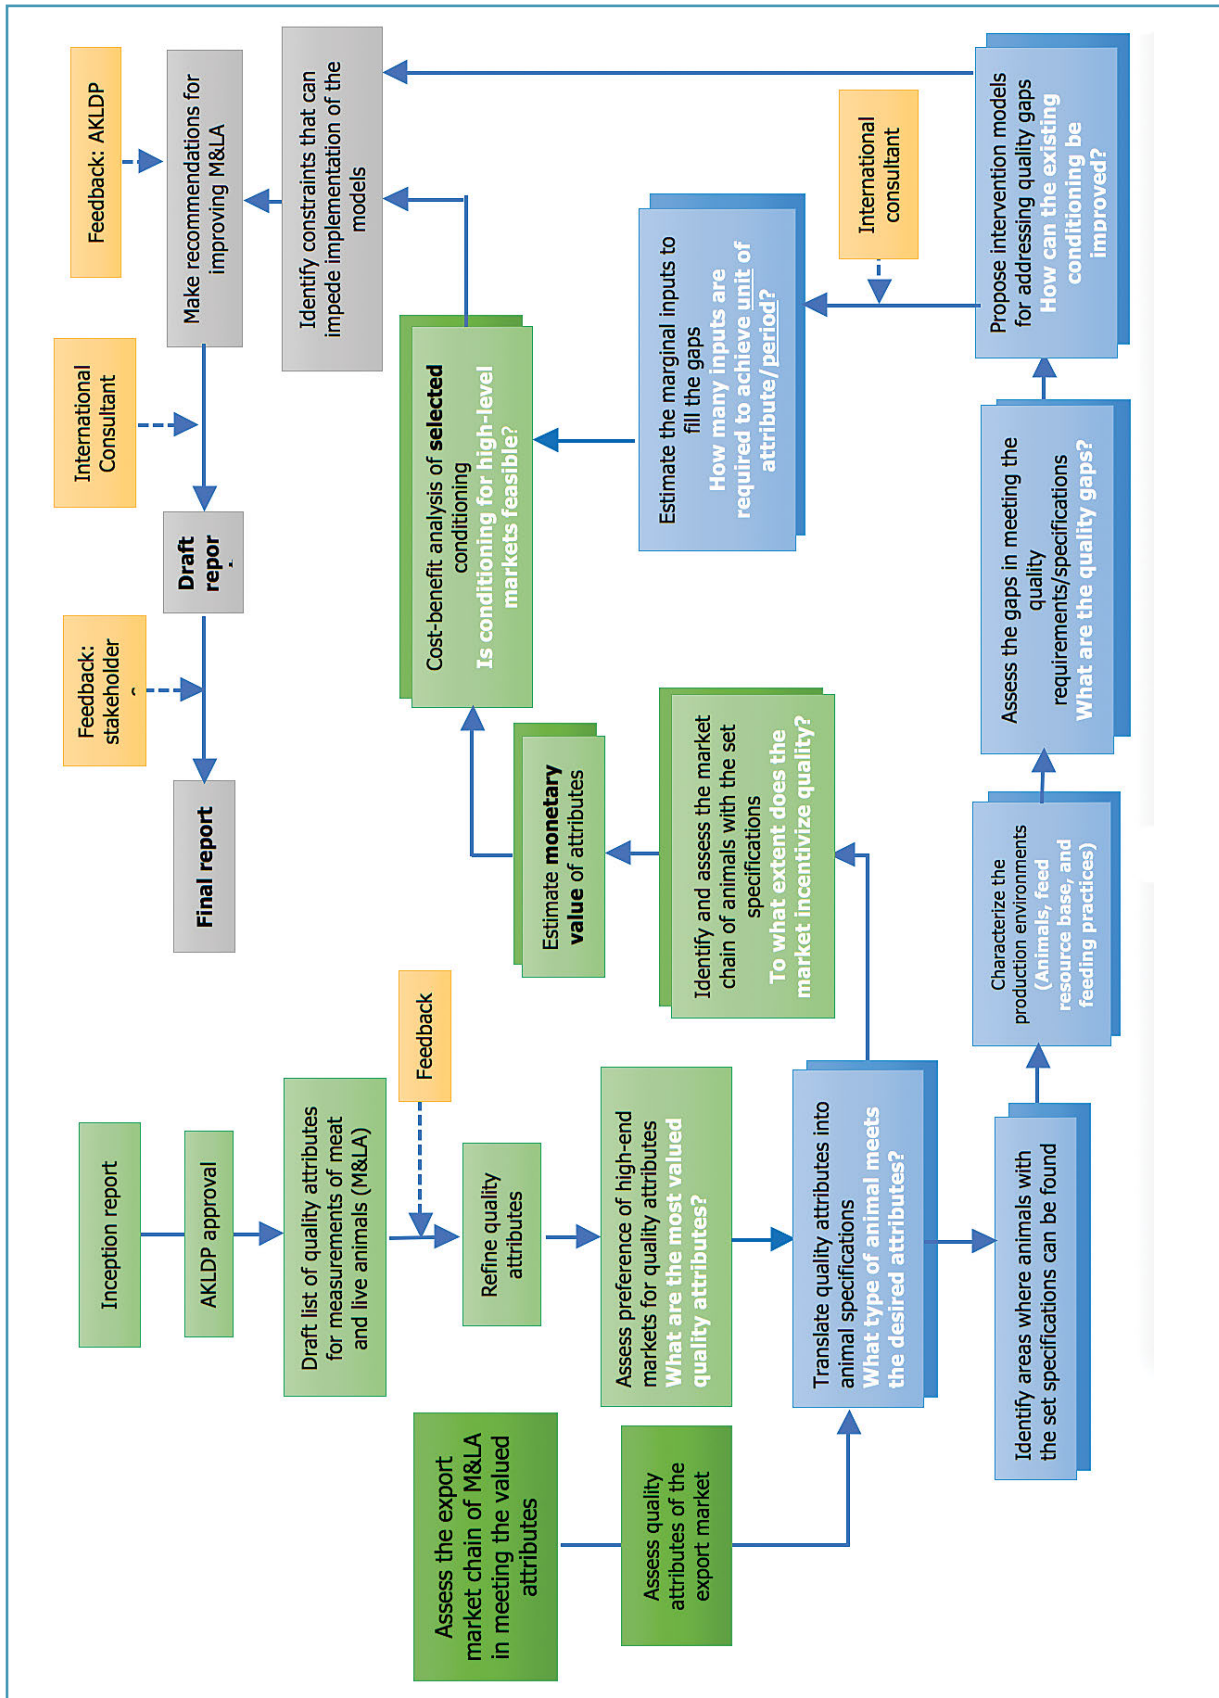 Inception report
AKLDP approval
Draft list of quality attributes
for measurements of meat
and live animals (M&LA)
Feedback
Refine quality
attributes
Assess preference of high-end
markets for quality attributes
What are the most valued
quality attributes?
Assess the export
market chain of M&LA
in meeting the valued
attributes
Assess quality
attributes of the
export market
Translate quality attributes into
animal specifications
What type of animal meets
the desired attributes?
Identify areas where animals with
the set specifications can be found
Characterize the
production environments
(Animals, feed
resource base, and
feeding practices)
Assess the gaps in meeting the
quality
requirements/specifications
What are the quality gaps?
Propose intervention models
for addressing quality gaps
How can the existing
conditioning be
improved?
International
consultant
Estimate the marginal inputs to
fill the gaps
How many inputs are
required to achieve unit of
attribute/period?
Identify and assess the market
chain of animals with the set
specifications
To what extent does the
market incentivize quality?
Estimate monetary
value of attributes
Cost-benefit analysis of selected
conditioning
Is conditioning for high-level
markets feasible?
Identify constraints that can
impede implementation of the
models
Make recommendations for
improving M&LA
Feedback: AKLDP
International
Consultant
Draft
repor
Feedback:
stakeholder
Final report